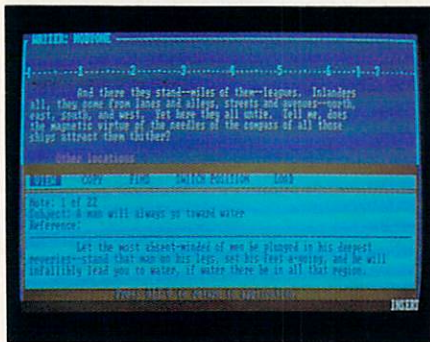 WRITER: MOBYONE
And there they stand--miles of them--leagues. Inlanders
all, they come from lanes and alleys, streets and avenues--north,
east, south, and west. Yet here they all untie. Tell me, does
the magnetic virtue of the needles of the compass of all those
ships attract them thither?
Other locations
VIEW COPY FIND SWITCH POSITION LOAD
Note: 1 of 22
Subject: A man will always go toward water
Reference:
Let the most absent-minded of men be plunged in his deepest
reveries--stand that man on his legs, set his feet a-going, and he will
infallibly lead you to water, if water there be in all that region.
INSERT